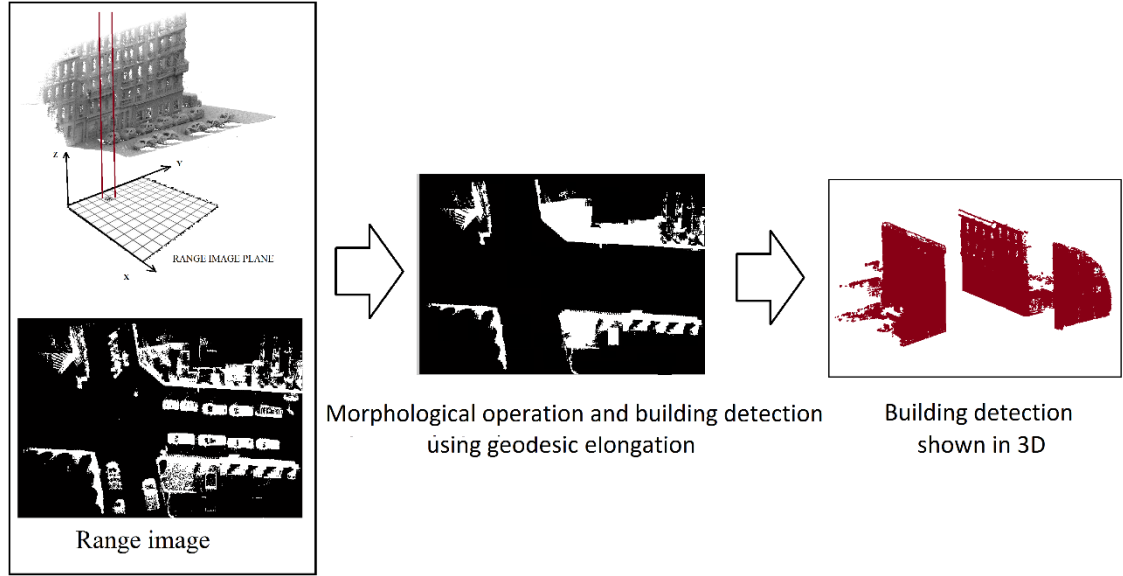 Z
Y
X
RANGE IMAGE PLANE
Range image
Morphological operation and building detection
using geodesic elongation
Building detection
shown in 3D